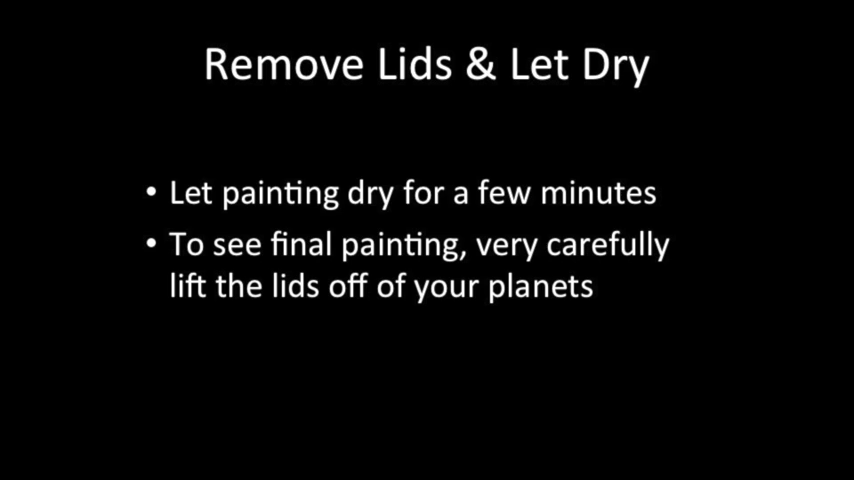 Remove Lids & Let Dry
• Let painting dry for a few minutes
• To see final painting, very carefully
lift the lids off of your planets